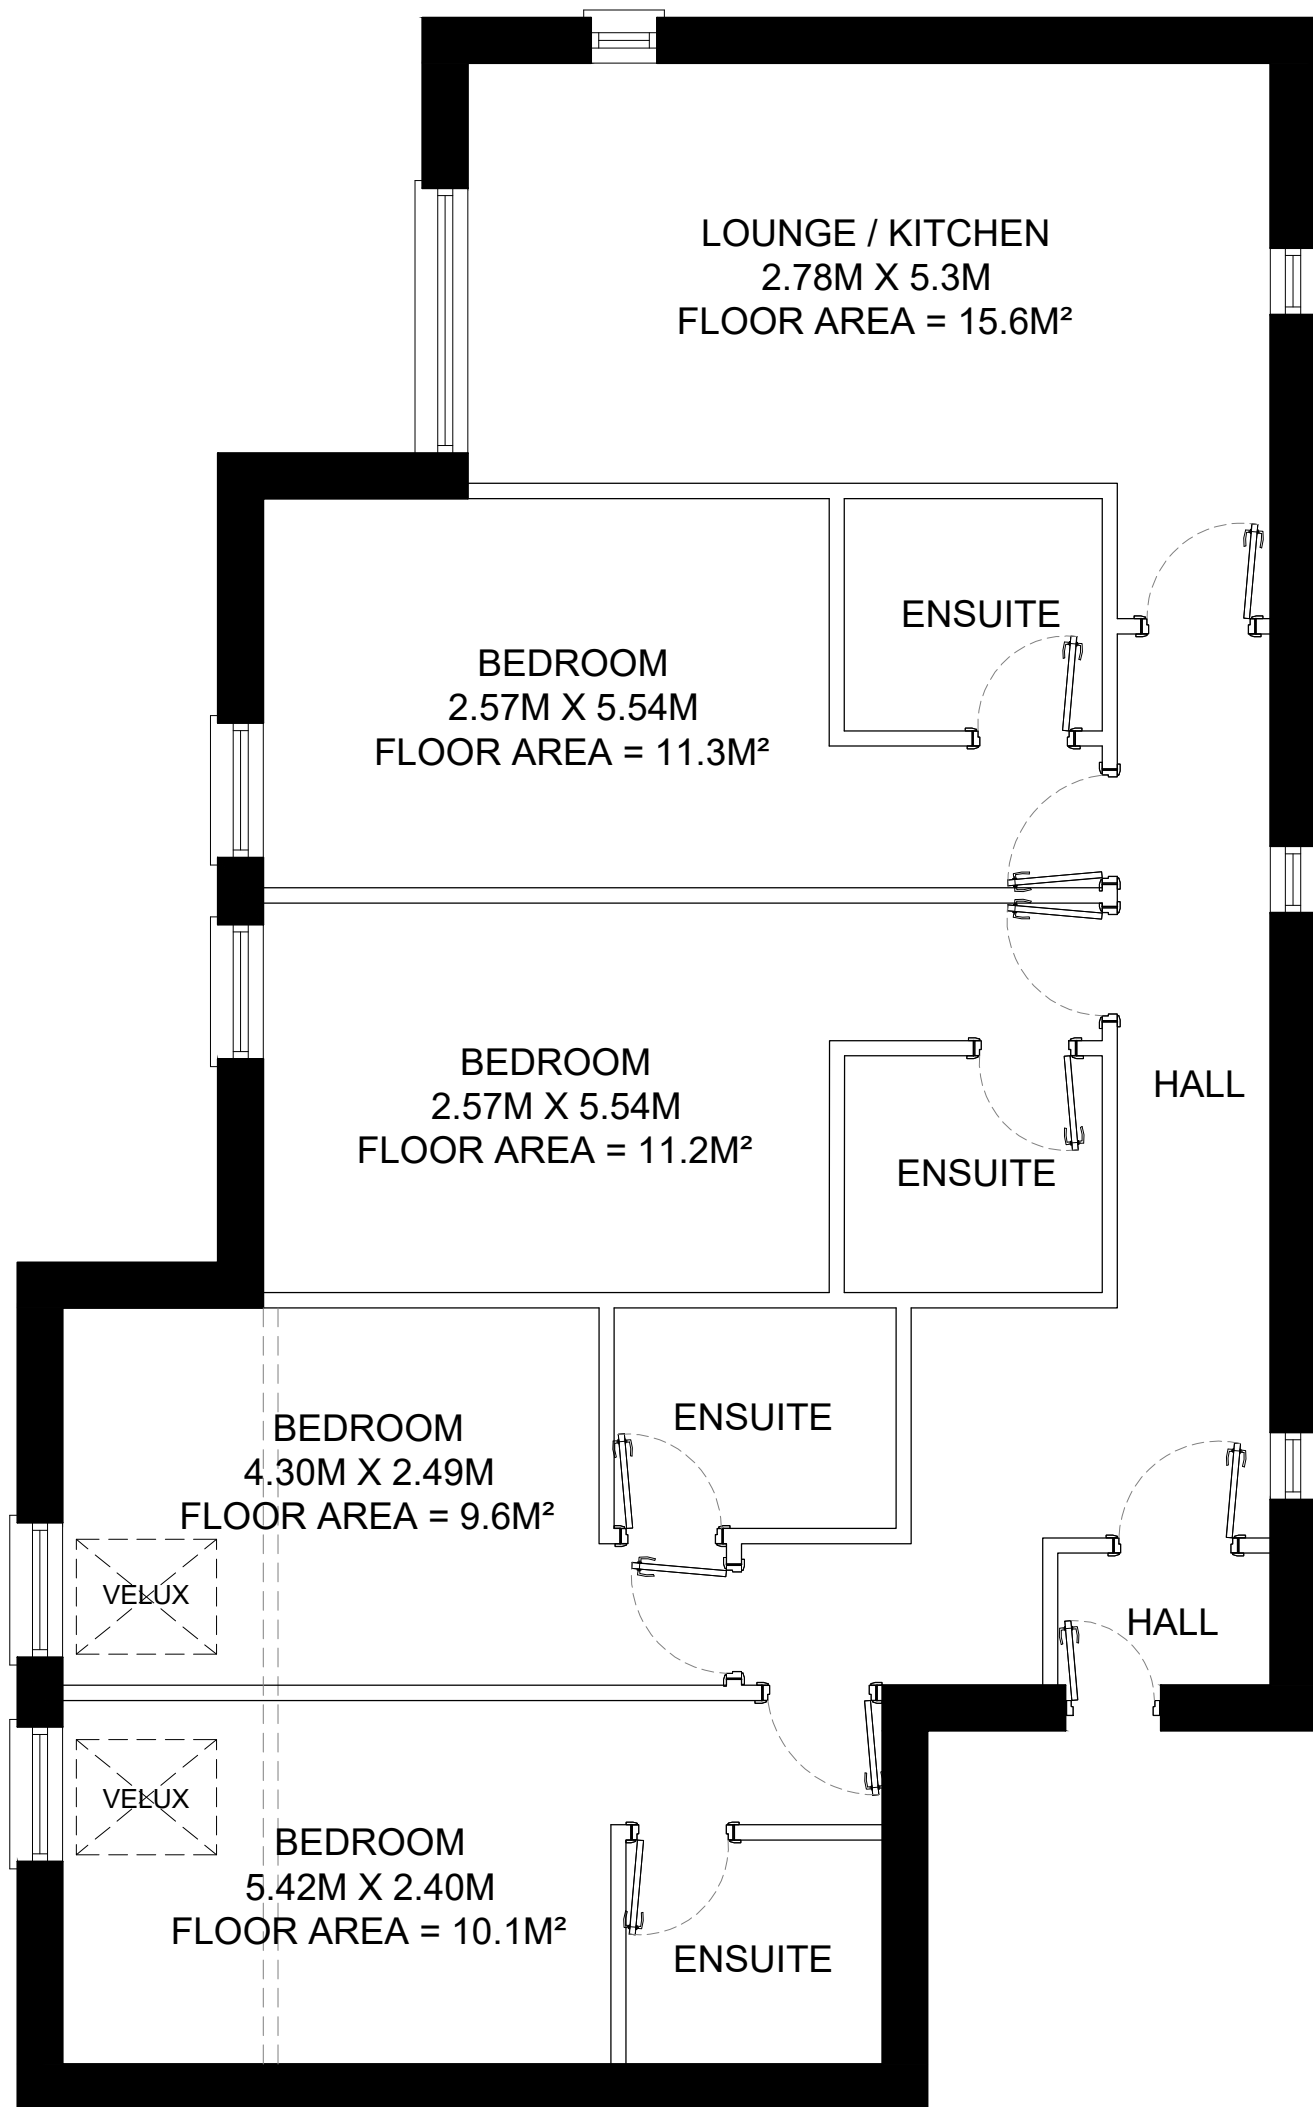 LOUNGE / KITCHEN
2.78M X 5.3M
FLOOR AREA = 15.6M²
ENSUITE
BEDROOM
2.57M X 5.54M
FLOOR AREA = 11.3M²
BEDROOM
2.57M X 5.54M
FLOOR AREA = 11.2M²
HALL
ENSUITE
BEDROOM
4.30M X 2.49M
FLOOR AREA = 9.6M²
ENSUITE
VELUX
HALL
VELUX
BEDROOM
5.42M X 2.40M
FLOOR AREA = 10.1M²
ENSUITE